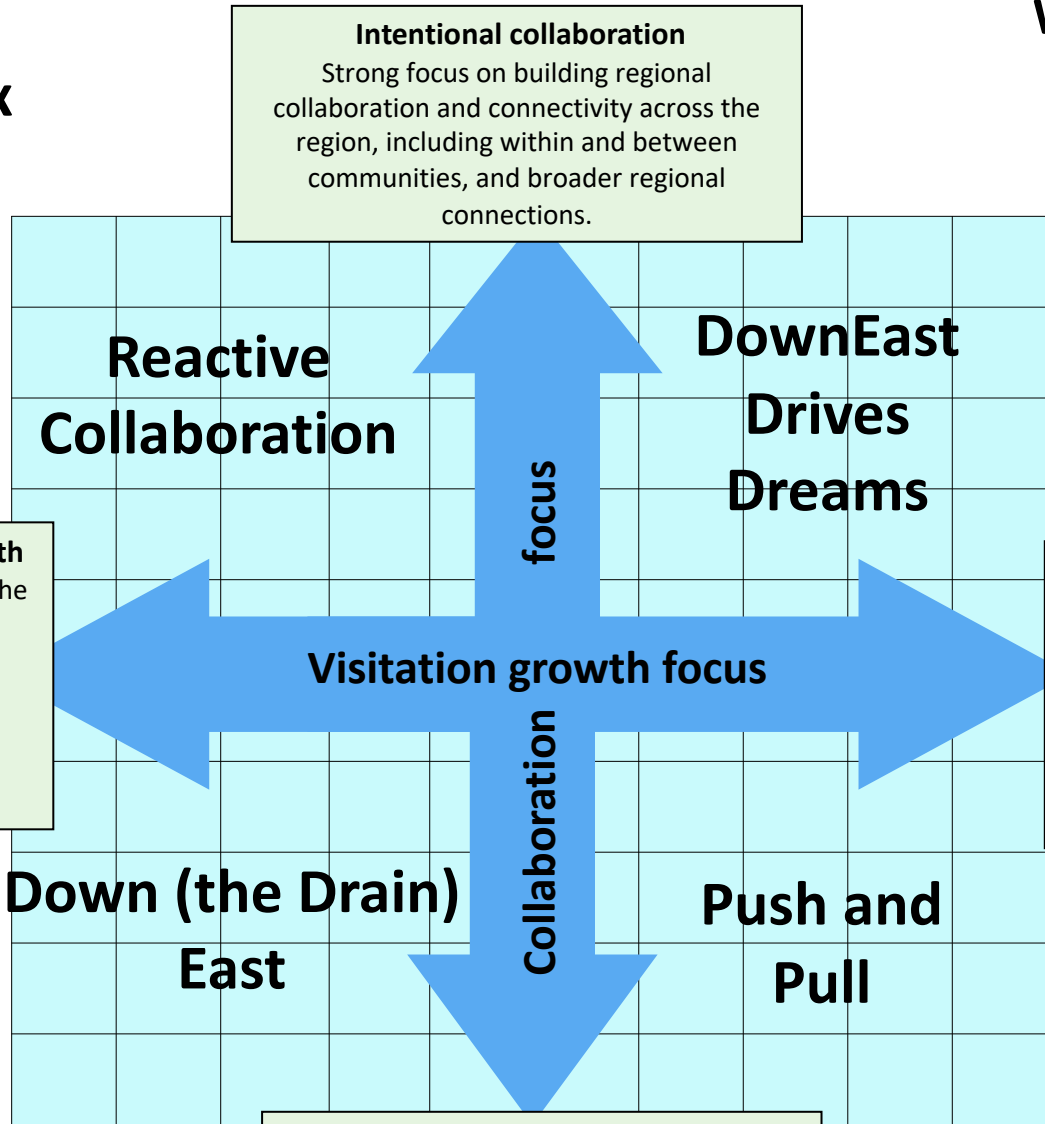 Intentional collaboration
Strong focus on building regional
collaboration and connectivity across the
region, including within and between
communities, and broader regional
connections.
Reactive
Collaboration
DownEast
Drives
Dreams
focus
Visitation growth focus
Collaboration
Down (the Drain)
East
Push and
Pull